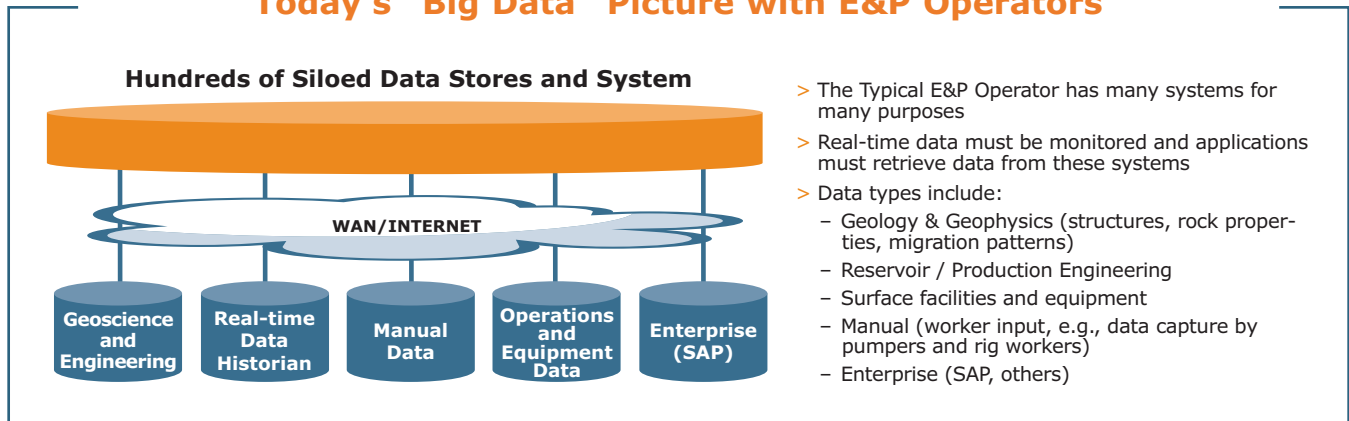 Today's "Big Data" Picture with E&P Operators
Hundreds of Siloed Data Stores and System
WAN/INTERNET
Geoscience
and
Engineering
Real-time
Data
Historian
Manual
Data
Operations
and
Equipment
Data
Enterprise
(SAP)
> The Typical E&P Operator has many systems for
many purposes
> Real-time data must be monitored and applications
must retrieve data from these systems
> Data types include:
– Geology & Geophysics (structures, rock proper-
ties, migration patterns)
– Reservoir / Production Engineering
– Surface facilities and equipment
– Manual (worker input, e.g., data capture by
pumpers and rig workers)
– Enterprise (SAP, others)